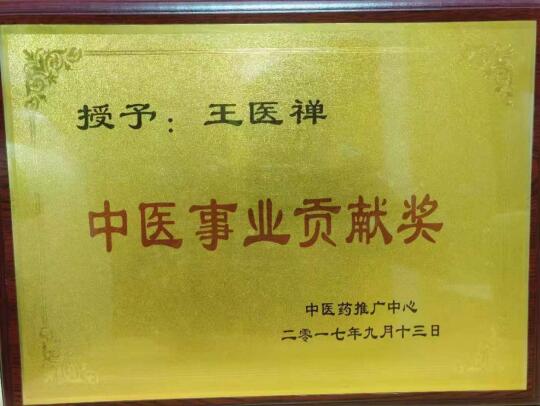 授予：王医禅
中医事业贡献奖
中医药推广中心
二零一七年九月十三日